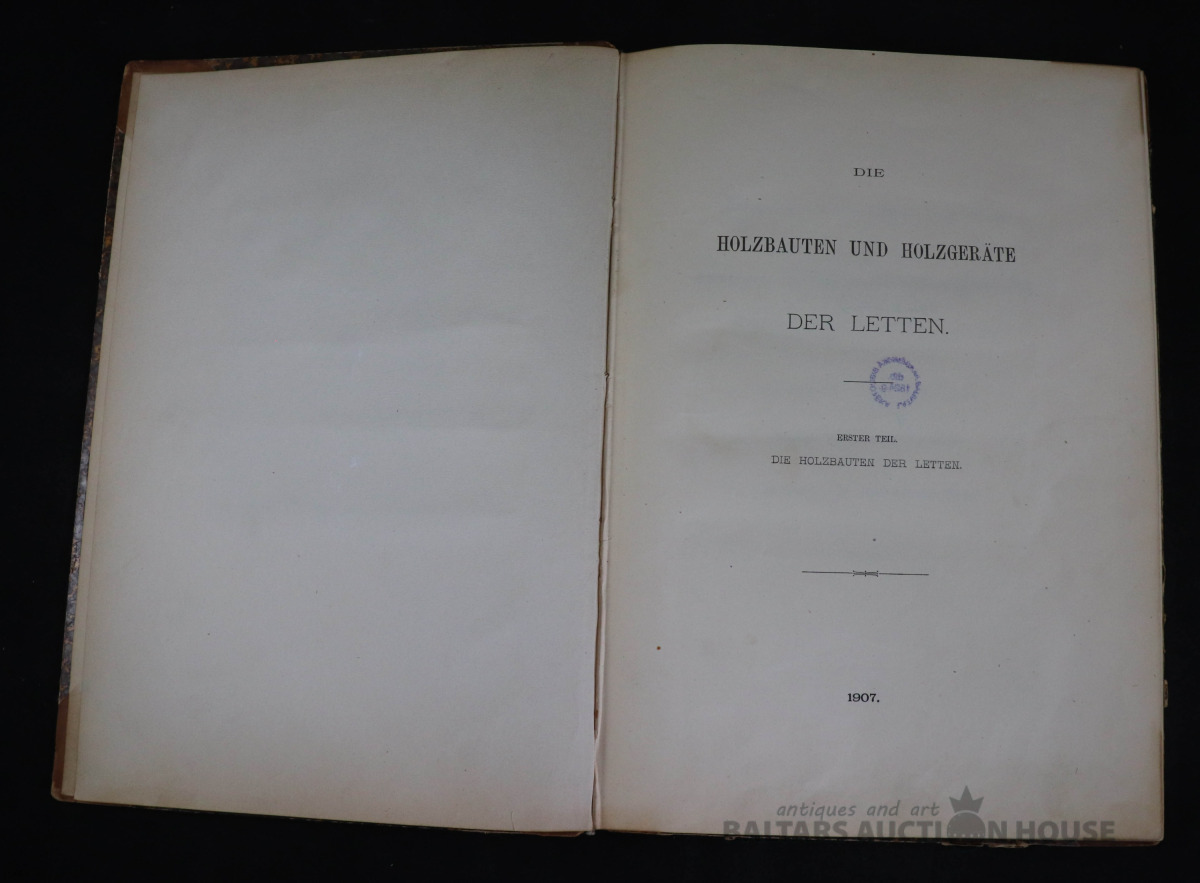 DIE
HOLZBAUTEN UND HOLZGERÄTE
DER LETTEN.
ERSTER TEIL.
DIE HOLZBAUTEN DER LETTEN.
1907.
antiques and art
BALTARS AUCTION HOUSE